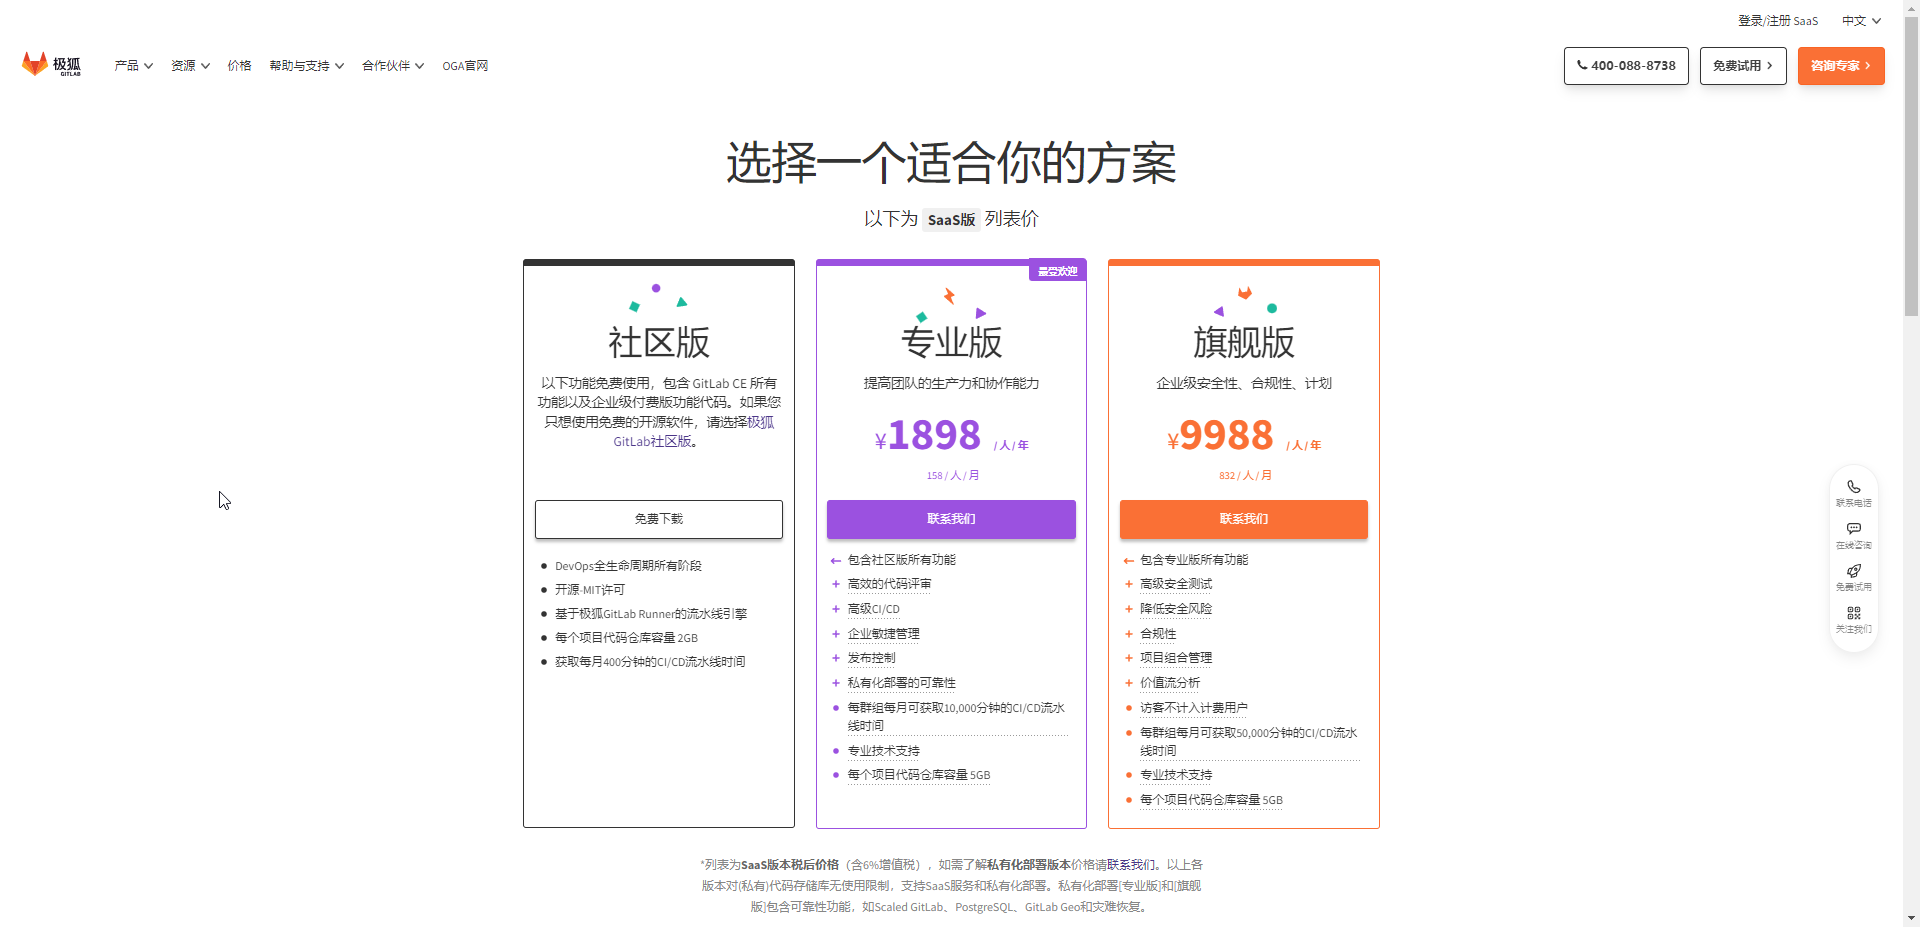 登录/注册 SaaS
中文
极狐
GITLAB
产品
资源
价格
帮助与支持
合作伙伴
OGA官网
400-088-8738
免费试用
咨询专家
选择一个适合你的方案
以下为 SaaS版 列表价
社区版
以下功能免费使用，包含 GitLab CE 所有
功能以及企业级付费版功能代码。如果您
只想使用免费的开源软件，请选择极狐
GitLab社区版。
免费下载
DevOps全生命周期所有阶段
开源-MIT许可
基于极狐GitLab Runner的流水线引擎
每个项目代码仓库容量 2GB
获取每月400分钟的CI/CD流水线时间
最受欢迎
专业版
提高团队的生产力和协作能力
¥1898 / 人 / 年
158 / 人 / 月
联系我们
包含社区版所有功能
高效的代码评审
高级CI/CD
企业敏捷管理
发布控制
私有化部署的可靠性
每群组每月可获取10,000分钟的CI/CD流水
线时间
专业技术支持
每个项目代码仓库容量 5GB
旗舰版
企业级安全性、合规性、计划
¥9988 / 人 / 年
832 / 人 / 月
联系我们
包含专业版所有功能
高级安全测试
降低安全风险
合规性
项目组合管理
价值流分析
访客不计入计费用户
每群组每月可获取50,000分钟的CI/CD流水
线时间
专业技术支持
每个项目代码仓库容量 5GB
联系电话
在线咨询
免费试用
关注我们
*列表为SaaS版本税后价格（含6%增值税），如需了解私有化部署版本价格请联系我们。以上各
版本对(私有)代码存储库无使用限制，支持SaaS服务和私有化部署。私有化部署[专业版]和[旗舰
版]包含可靠性功能，如Scaled GitLab、PostgreSQL、GitLab Geo和灾难恢复。